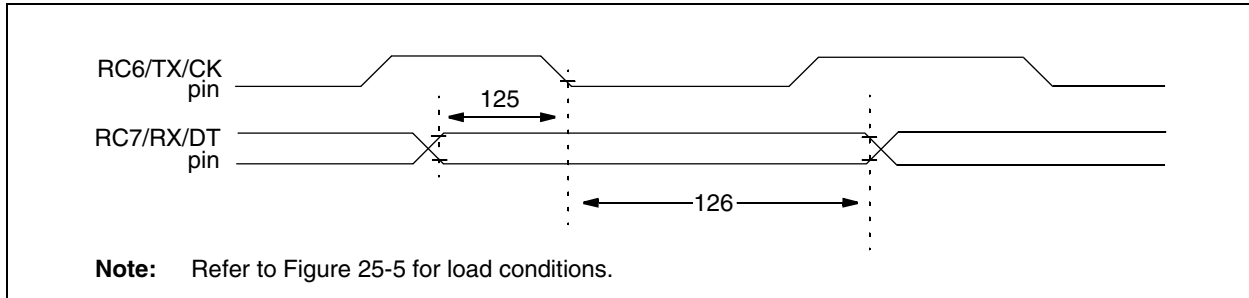 RC6/TX/CK
pin
125
RC7/RX/DT
pin
126
Note: Refer to Figure 25-5 for load conditions.